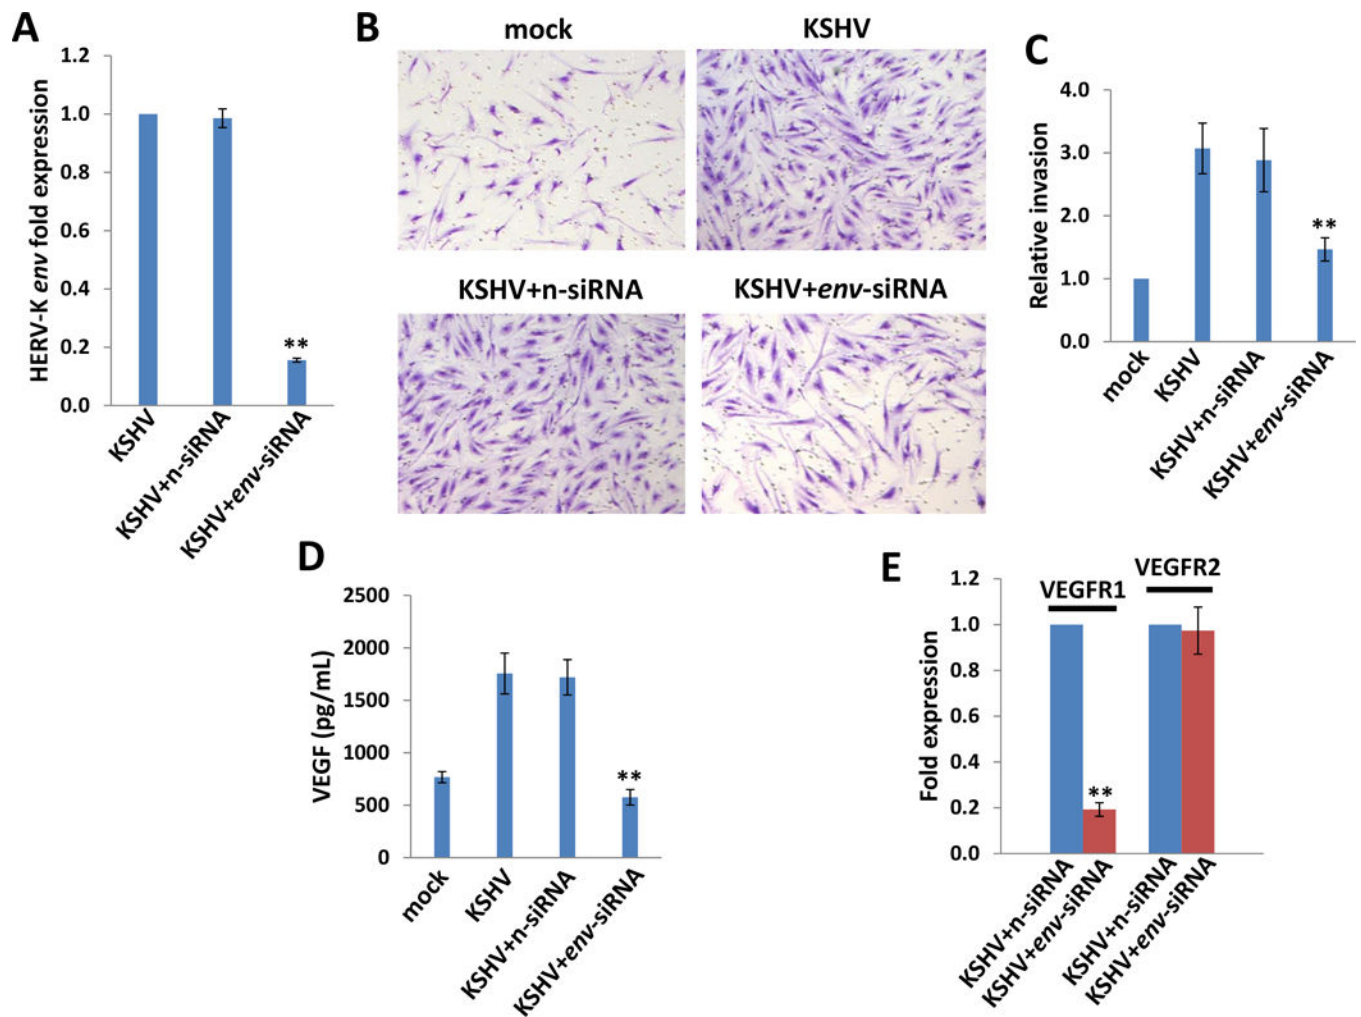 A
1.2
1.0
0.8
0.6
0.4
0.2
0.0
HERV-K env fold expression
**
KSHV
KSHV+n-siRNA
KSHV+env-siRNA
B
mock
KSHV
KSHV+n-siRNA
KSHV+env-siRNA
C
4.0
3.0
2.0
1.0
0.0
Relative invasion
**
mock
KSHV
KSHV+n-siRNA
KSHV+env-siRNA
D
2500
2000
1500
1000
500
0
VEGF (pg/mL)
**
mock
KSHV
KSHV+n-siRNA
KSHV+env-siRNA
E
1.2
1.0
0.8
0.6
0.4
0.2
0.0
Fold expression
VEGFR1
VEGFR2
**
KSHV+n-siRNA
KSHV+env-siRNA
KSHV+n-siRNA
KSHV+env-siRNA